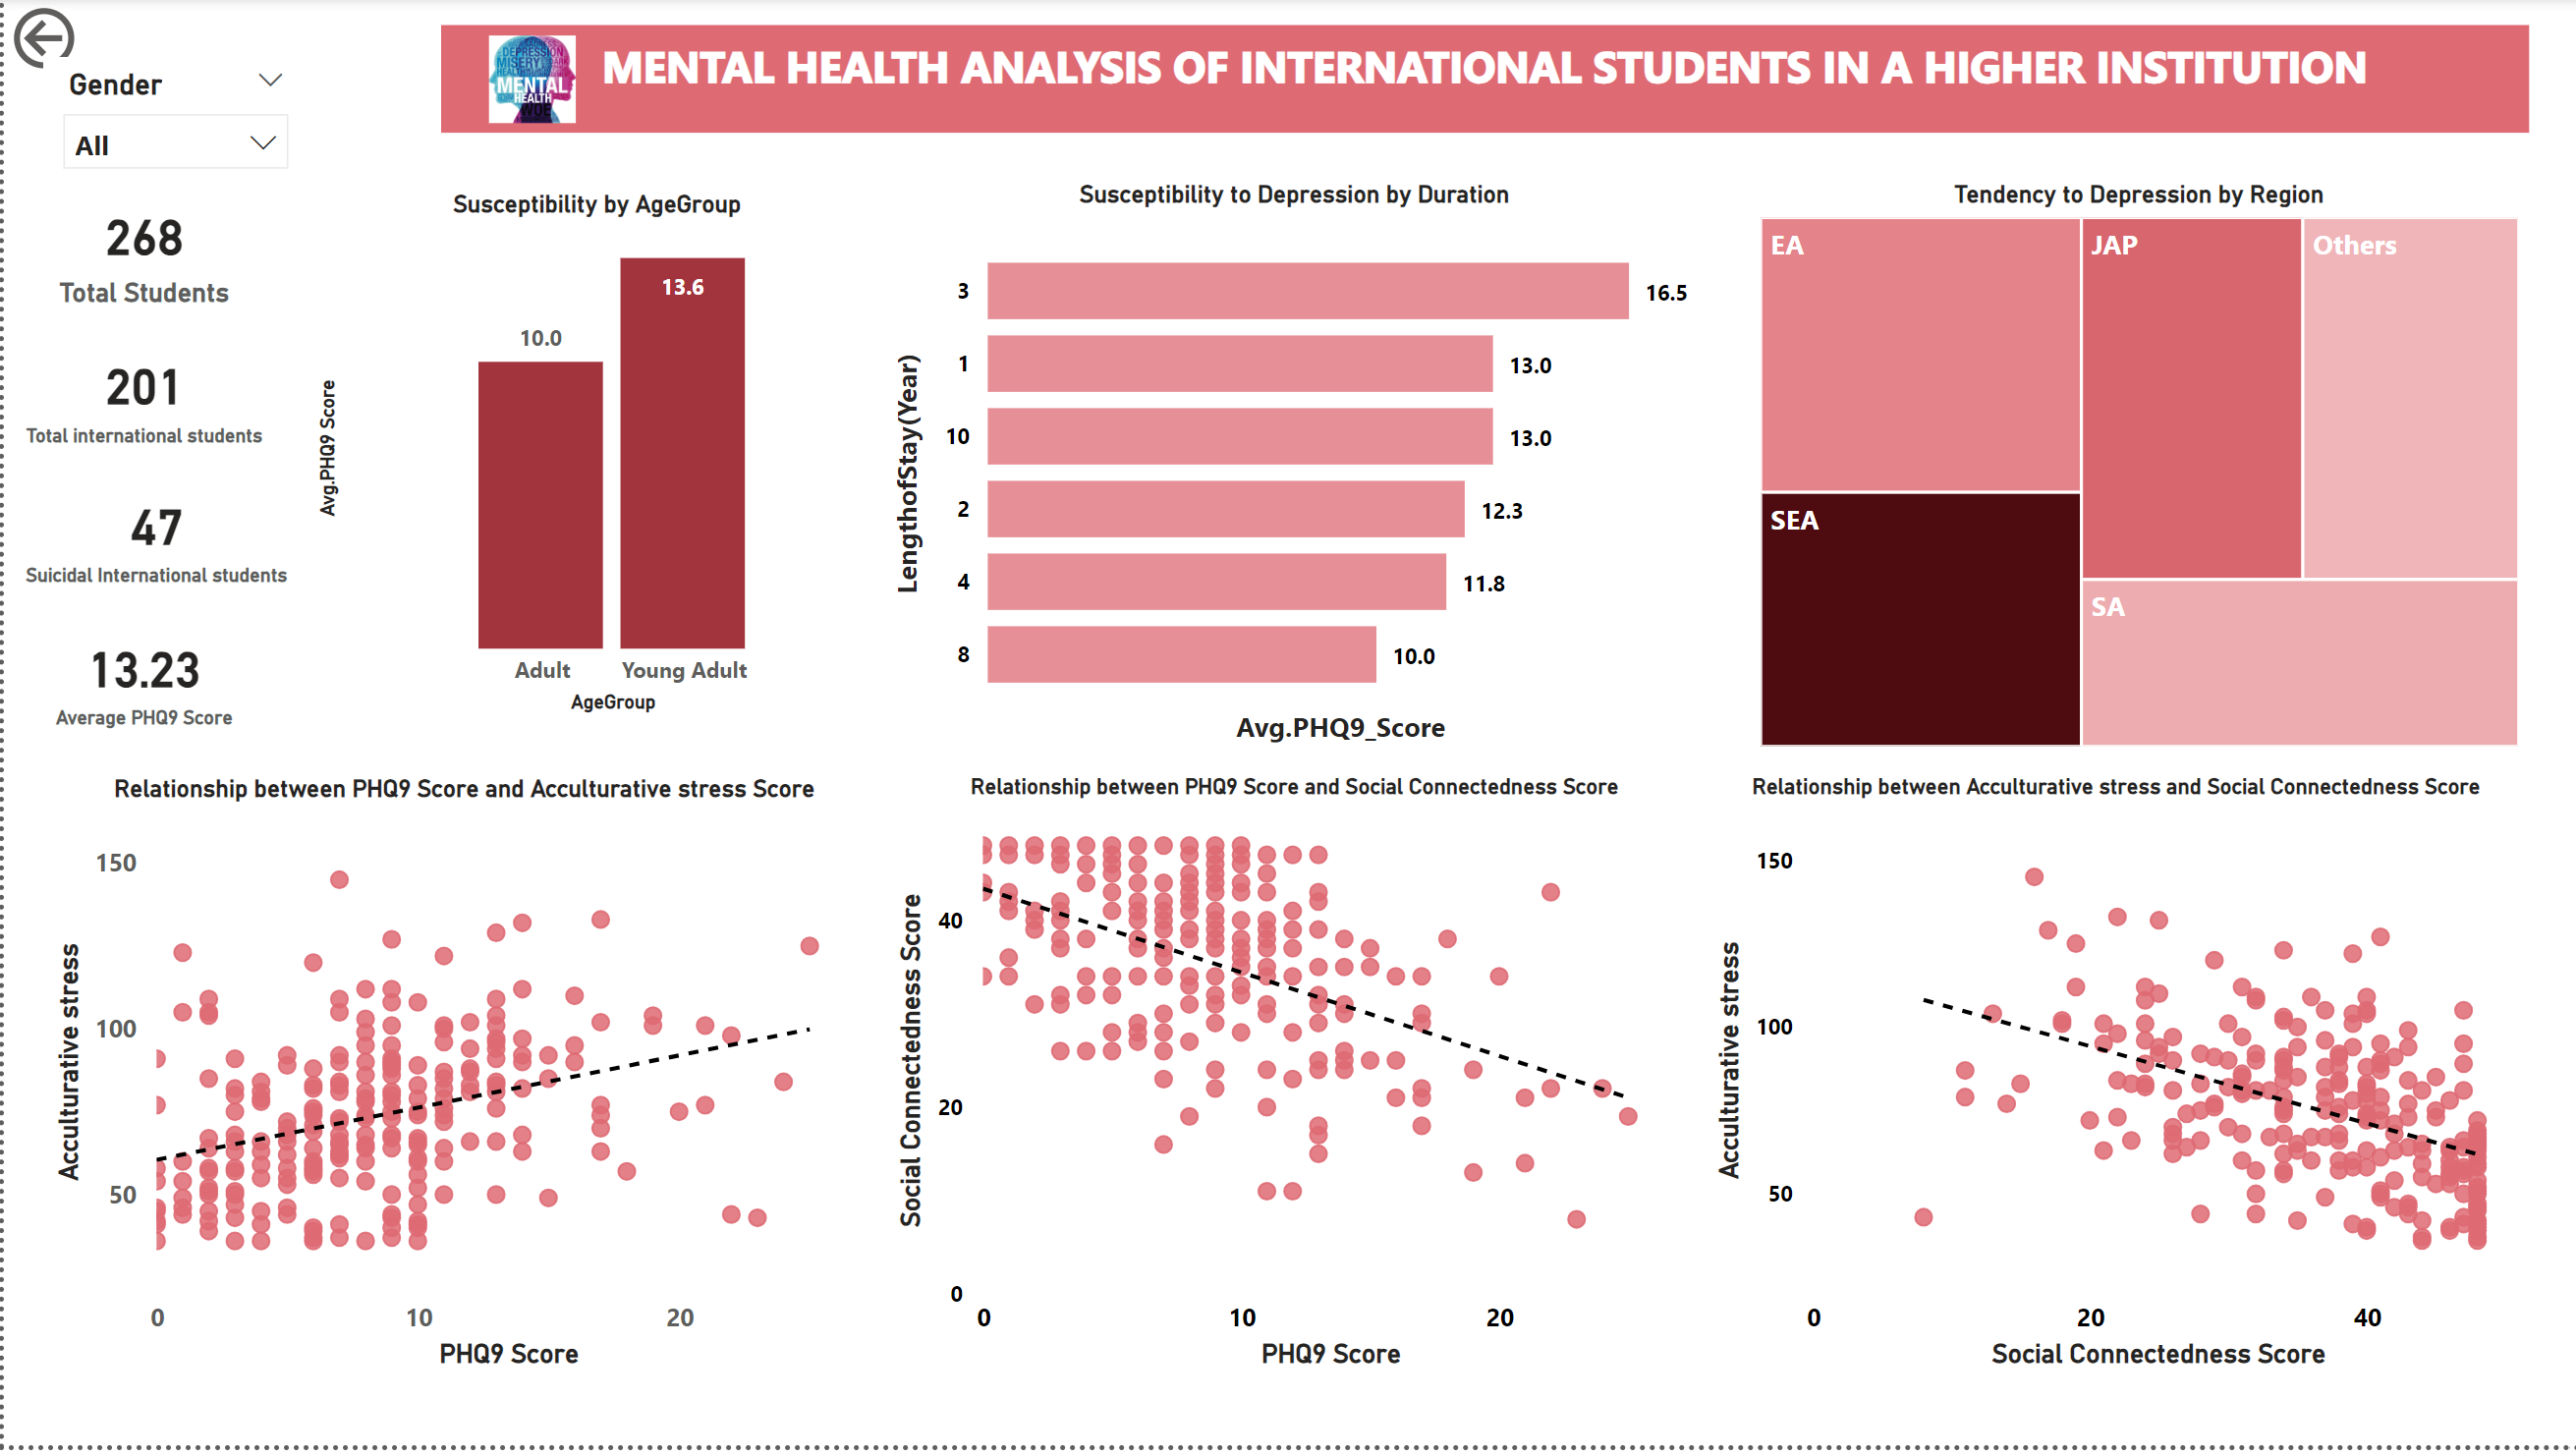 MENTAL HEALTH ANALYSIS OF INTERNATIONAL STUDENTS IN A HIGHER INSTITUTION
DEPRESSION
MISERY
MENTAL
HEALTH
WOE
Gender
All
268
Total Students
201
Total international students
47
Suicidal International students
13.23
Average PHQ9 Score
Susceptibility by AgeGroup
Avg.PHQ9 Score
10.0
13.6
Adult
Young Adult
AgeGroup
Susceptibility to Depression by Duration
LengthofStay(Year)
3 16.5
1 13.0
10 13.0
2 12.3
4 11.8
8 10.0
Avg.PHQ9_Score
Tendency to Depression by Region
EA
JAP
Others
SEA
SA
Relationship between PHQ9 Score and Acculturative stress Score
Acculturative stress
150
100
50
0 10 20
PHQ9 Score
Relationship between PHQ9 Score and Social Connectedness Score
Social Connectedness Score
40
20
0
0 10 20
PHQ9 Score
Relationship between Acculturative stress and Social Connectedness Score
Acculturative stress
150
100
50
0 20 40
Social Connectedness Score